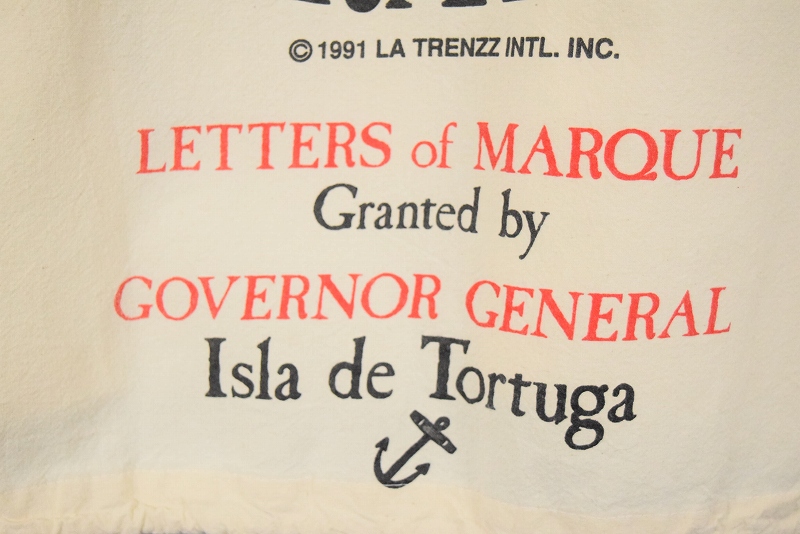 ©1991 LA TRENZZ INTL. INC.
LETTERS of MARQUE
Granted by
GOVERNOR GENERAL
Isla de Tortuga